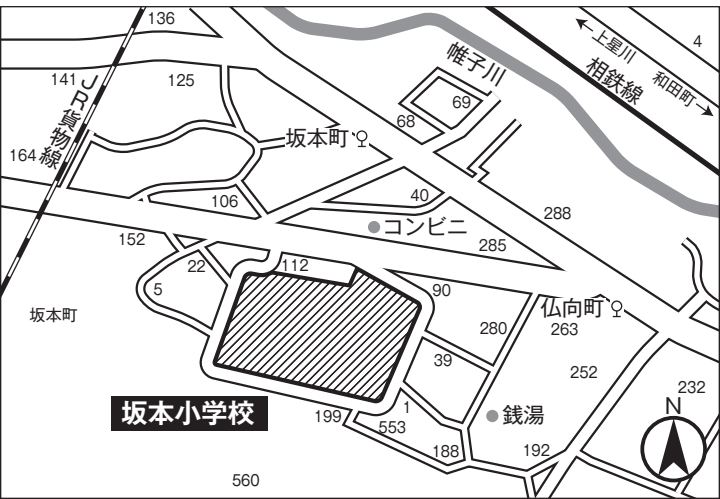 136
4
上星川
和田町
相鉄線
帷子川
141
125
JR貨物線
69
68
坂本町
164
40
106
コンビニ
288
285
152
22
112
5
90
坂本町
仏向町
263
280
39
252
232
坂本小学校
199
1
553
銭湯
188
192
560
N